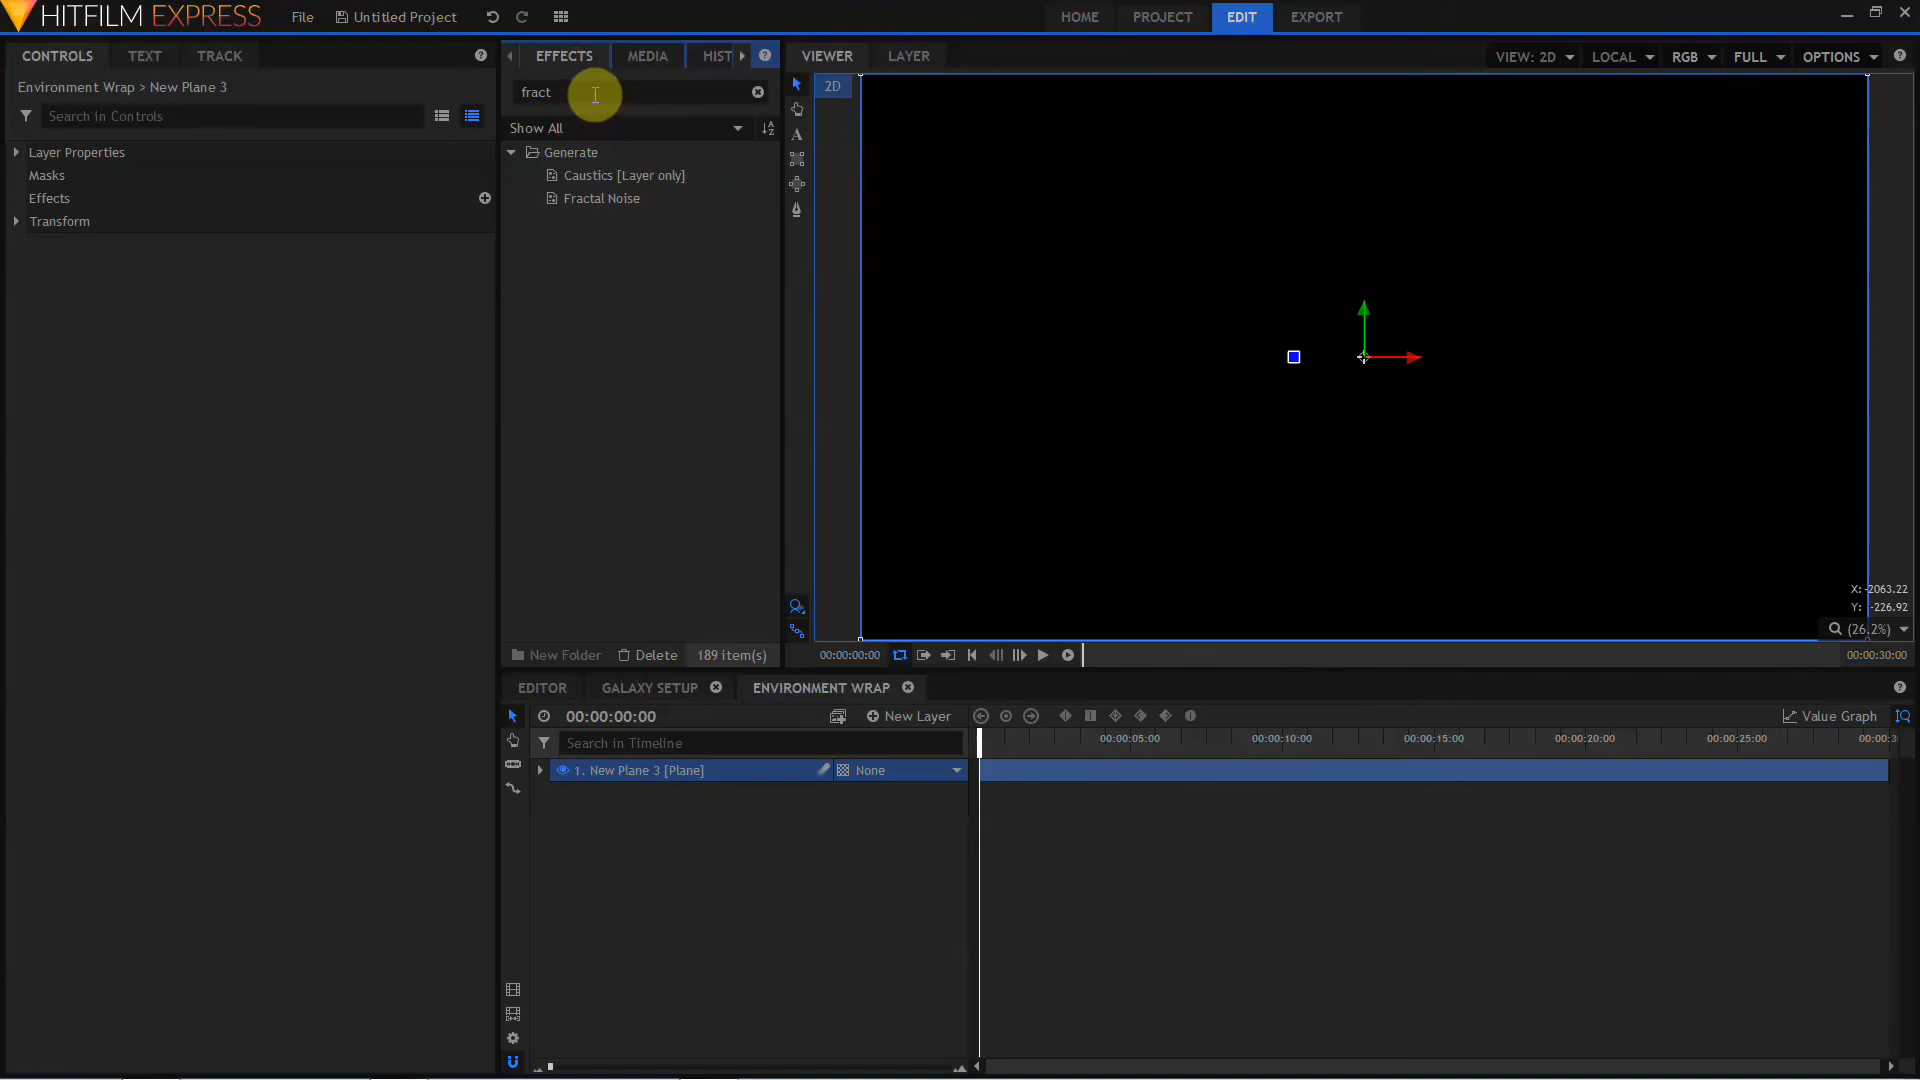 HITFILM EXPRESS File Untitled Project HOME PROJECT EDIT EXPORT
CONTROLS TEXT TRACK
Environment Wrap > New Plane 3
Search in Controls
Layer Properties
Masks
Effects
Transform
EFFECTS MEDIA HIST
fract
Show All
Generate
Caustics [Layer only]
Fractal Noise
New Folder Delete 189 item(s)
VIEWER LAYER VIEW: 2D LOCAL RGB FULL OPTIONS
2D
A
X: -2063.22
Y: -226.92
(26.2%)
00:00:00:00 00:00:30:00
EDITOR GALAXY SETUP ENVIRONMENT WRAP
00:00:00:00 New Layer Value Graph
Search in Timeline 00:00:05:00 00:00:10:00 00:00:15:00 00:00:20:00 00:00:25:00 00:00:3
1. New Plane 3 [Plane] None